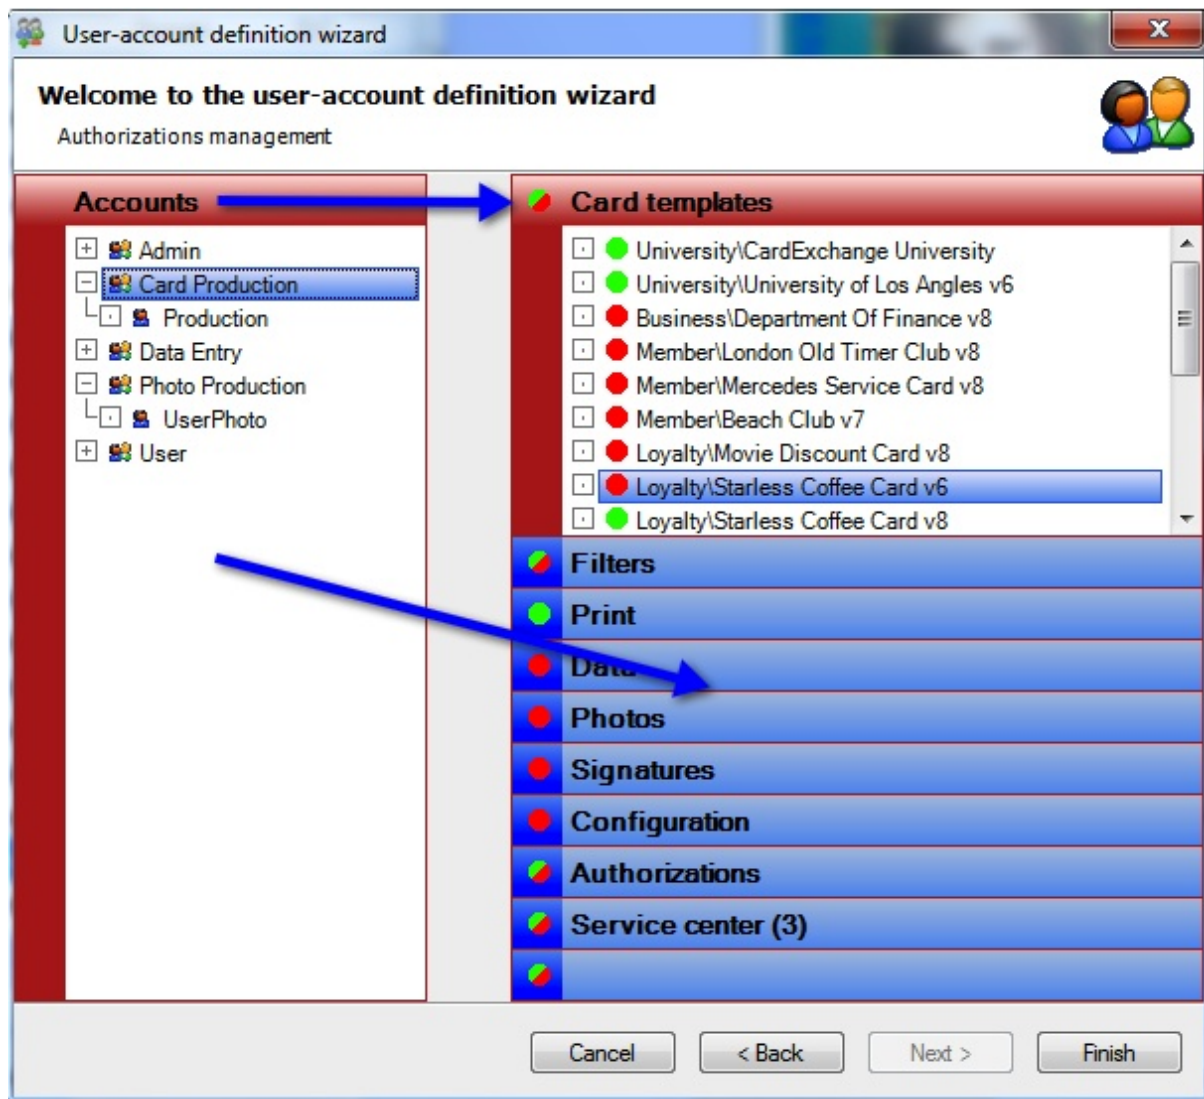 User-account definition wizard
Welcome to the user-account definition wizard
Authorizations management
Accounts
Admin
Card Production
Production
Data Entry
Photo Production
UserPhoto
User
Card templates
University\CardExchange University
University\University of Los Angles v6
Business\Department Of Finance v8
Member\London Old Timer Club v8
Member\Mercedes Service Card v8
Member\Beach Club v7
Loyalty\Movie Discount Card v8
Loyalty\Starless Coffee Card v6
Loyalty\Starless Coffee Card v8
Filters
Print
Data
Photos
Signatures
Configuration
Authorizations
Service center (3)
Cancel
< Back
Next >
Finish